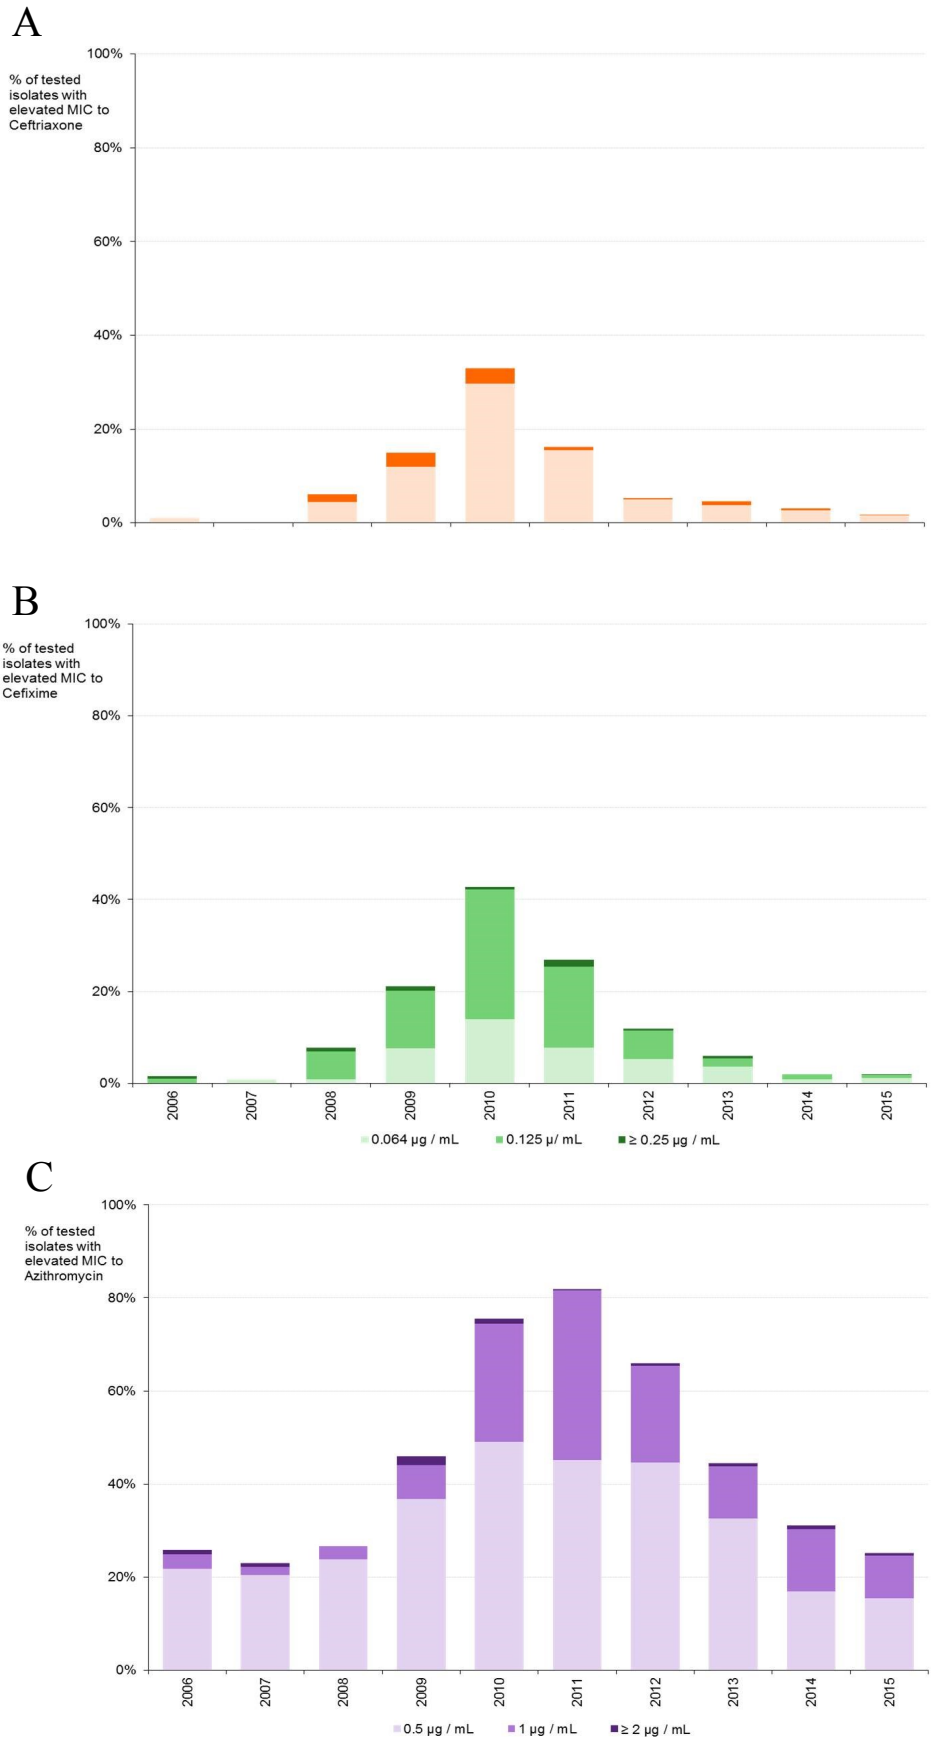 A
100%
% of tested
isolates with
elevated MIC to
Ceftriaxone
80%
60%
40%
20%
0%
B
100%
% of tested
isolates with
elevated MIC to
Cefixime
80%
60%
40%
20%
0%
2006 2007 2008 2009 2010 2011 2012 2013 2014 2015
0.064 µg / mL 0.125 µ/ mL ≥ 0.25 µg / mL
C
100%
% of tested
isolates with
elevated MIC to
Azithromycin
80%
60%
40%
20%
0%
2006 2007 2008 2009 2010 2011 2012 2013 2014 2015
0.5 µg / mL 1 µg / mL ≥ 2 µg / mL